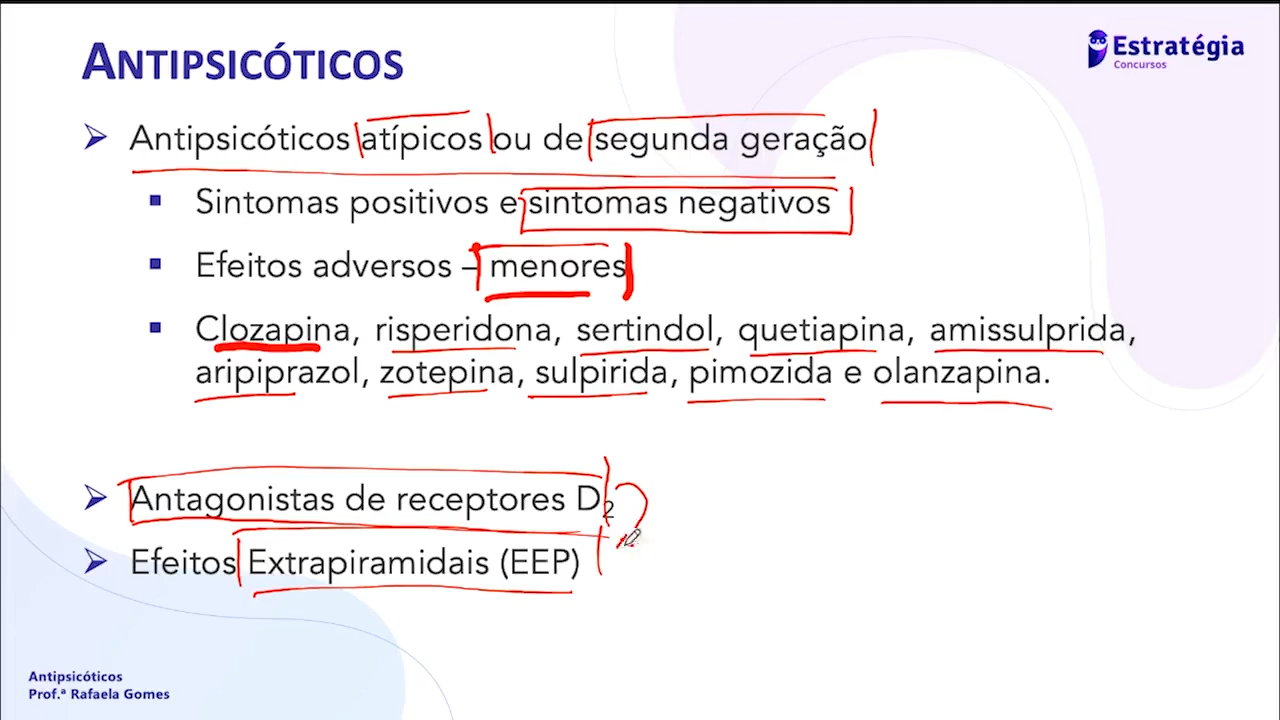 ANTIPSICÓTICOS
Estratégia
Concursos
Antipsicóticos atípicos ou de segunda geração
Sintomas positivos e sintomas negativos
Efeitos adversos – menores
Clozapina, risperidona, sertindol, quetiapina, amissulprida,
aripiprazol, zotepina, sulpirida, pimozida e olanzapina.
Antagonistas de receptores D2
Efeitos Extrapiramidais (EEP)
Antipsicóticos
Prof.ª Rafaela Gomes